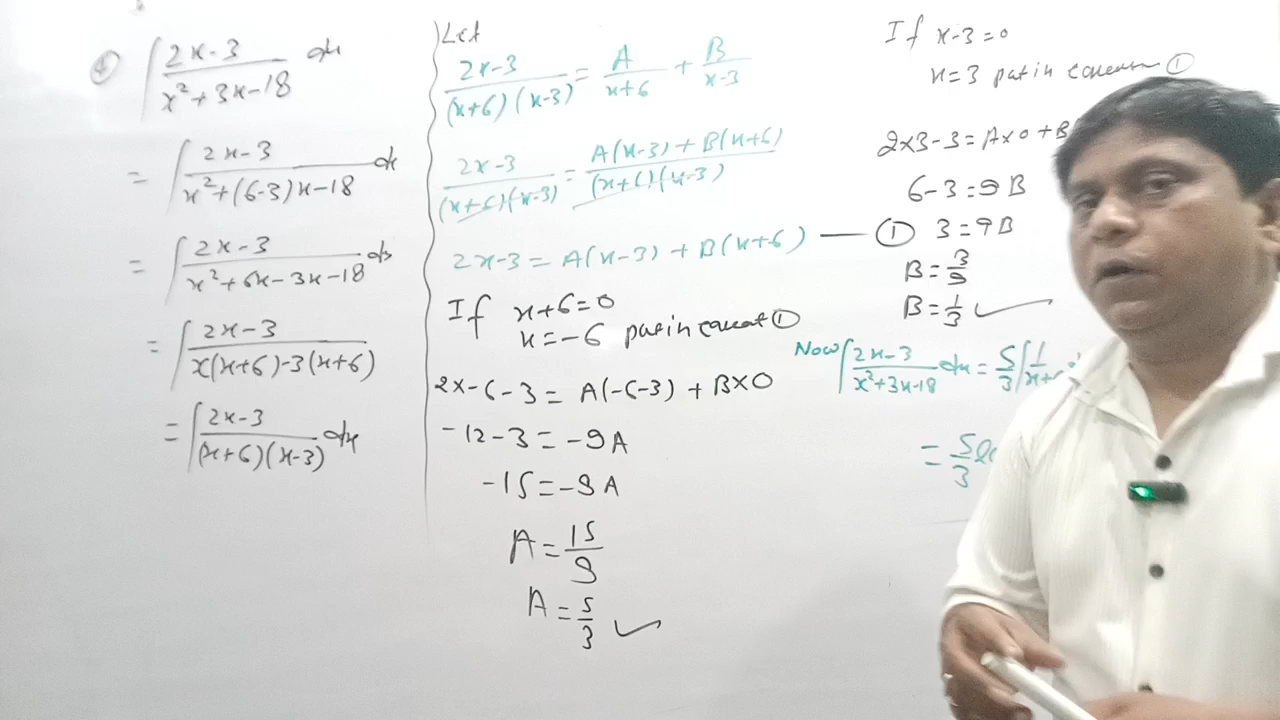 ④ ∫ (2x-3)/(x²+3x-18) dx
= ∫ (2x-3)/(x²+(6-3)x-18) dx
= ∫ (2x-3)/(x²+6x-3x-18) dx
= ∫ (2x-3)/(x(x+6)-3(x+6))
= ∫ (2x-3)/((x+6)(x-3)) dx
Let
(2x-3)/((x+6)(x-3)) = A/(x+6) + B/(x-3)
(2x-3)/((x+6)(x-3)) = (A(x-3)+B(x+6))/((x+6)(x-3))
2x-3 = A(x-3) + B(x+6) — ①
If x+6=0
x=-6 put in ①
2x-6-3 = A(-6-3) + B×0
-12-3 = -9A
-15 = -9A
A = 15/9
A = 5/3 ✓
If x-3=0
x=3 put in ①
2×3-3 = A×0 + B
6-3 = 9B
3 = 9B
B = 3/9
B = 1/3 ✓
Now ∫ (2x-3)/(x²+3x-18) dx = 5/3 ∫ 1/(x+
= 5/3